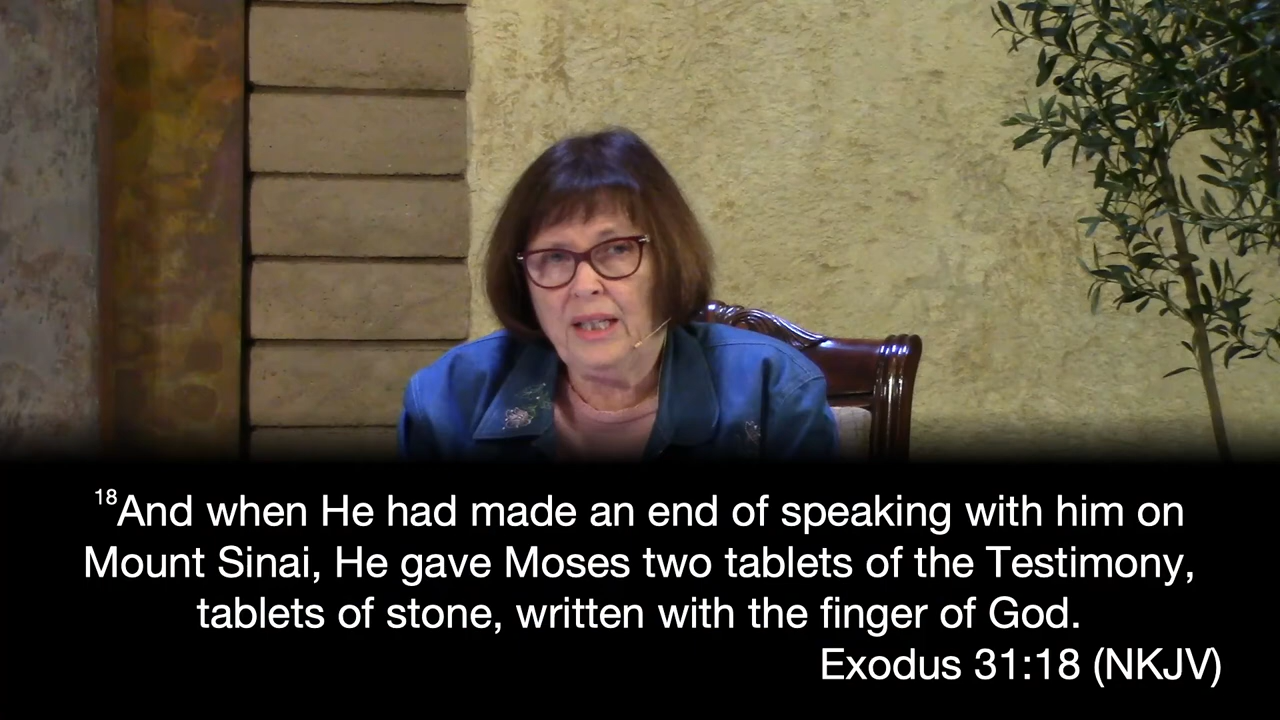 18And when He had made an end of speaking with him on
Mount Sinai, He gave Moses two tablets of the Testimony,
tablets of stone, written with the finger of God.
Exodus 31:18 (NKJV)